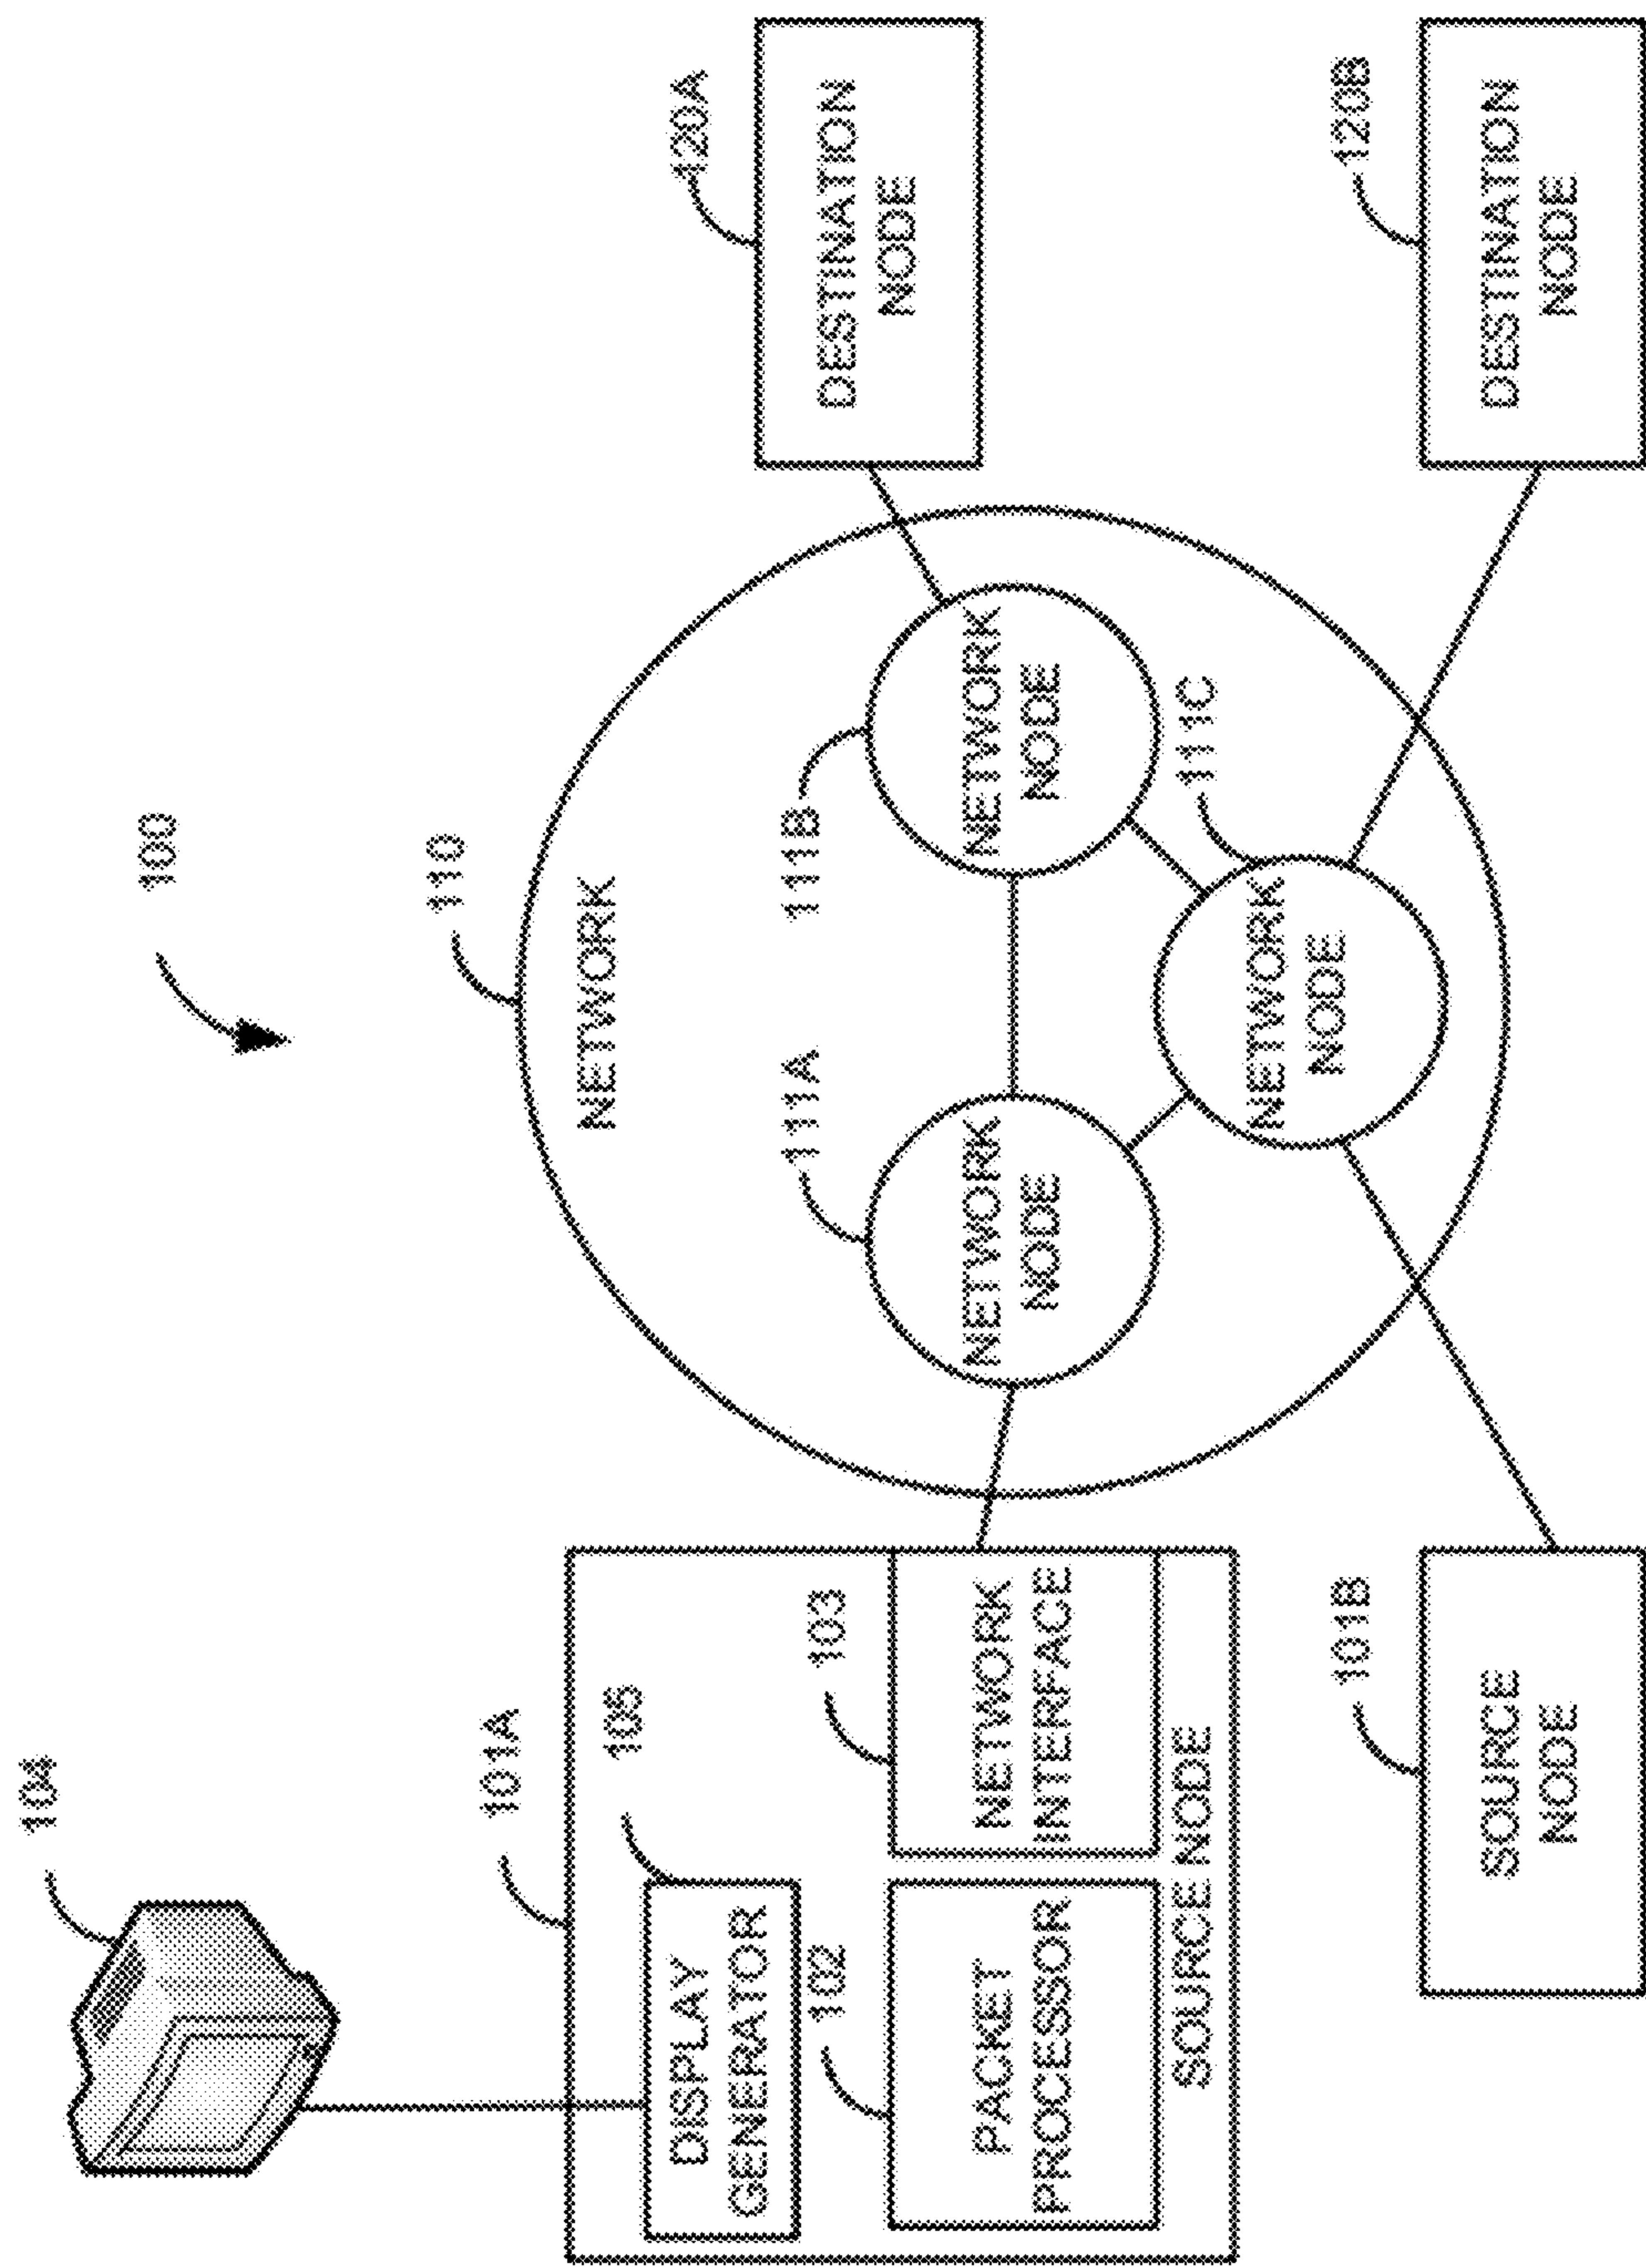 100
104
101A
105
DISPLAY
GENERATOR
102
PACKET
PROCESSOR
103
NETWORK
INTERFACE
SOURCE NODE
101B
SOURCE
NODE
110
NETWORK
111A
NETWORK
NODE
111B
NETWORK
NODE
111C
NETWORK
NODE
120A
DESTINATION
NODE
120B
DESTINATION
NODE